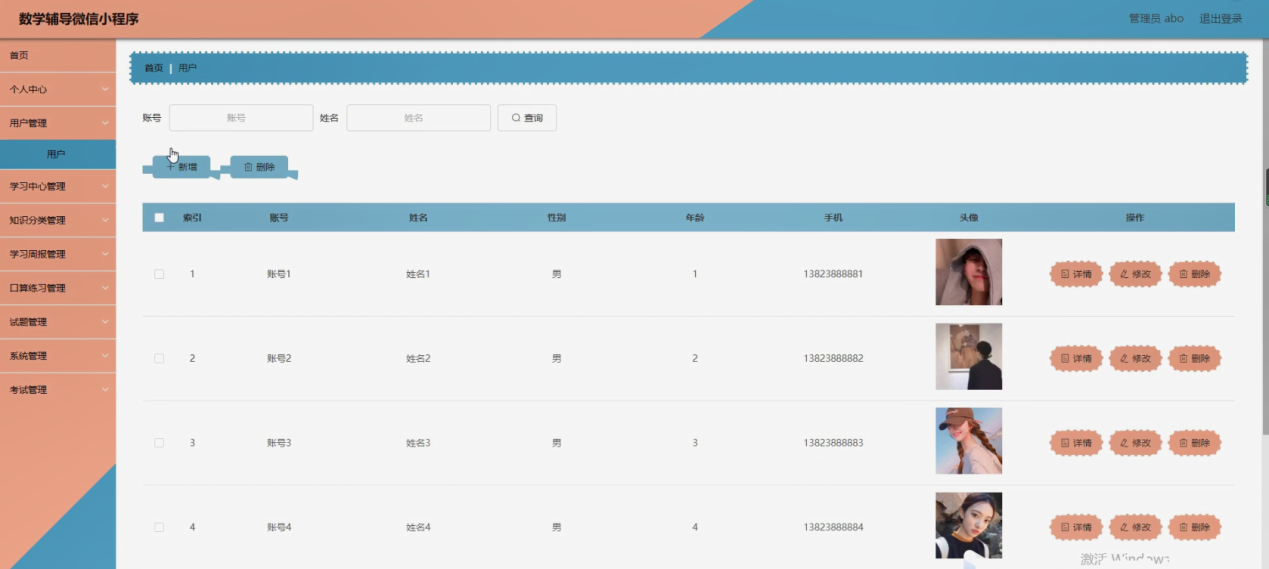 数学辅导微信小程序 管理员 abo 退出登录
首页
个人中心
用户管理
用户
学习中心管理
知识分类管理
学习周报管理
口算练习管理
试题管理
系统管理
考试管理
首页 | 用户
账号 账号 姓名 姓名 查询
新增 删除
索引 账号 姓名 性别 年龄 手机 头像 操作
1 账号1 姓名1 男 1 13823888881 详情 修改 删除
2 账号2 姓名2 男 2 13823888882 详情 修改 删除
3 账号3 姓名3 男 3 13823888883 详情 修改 删除
4 账号4 姓名4 男 4 13823888884 详情 修改 删除
激活 Windows